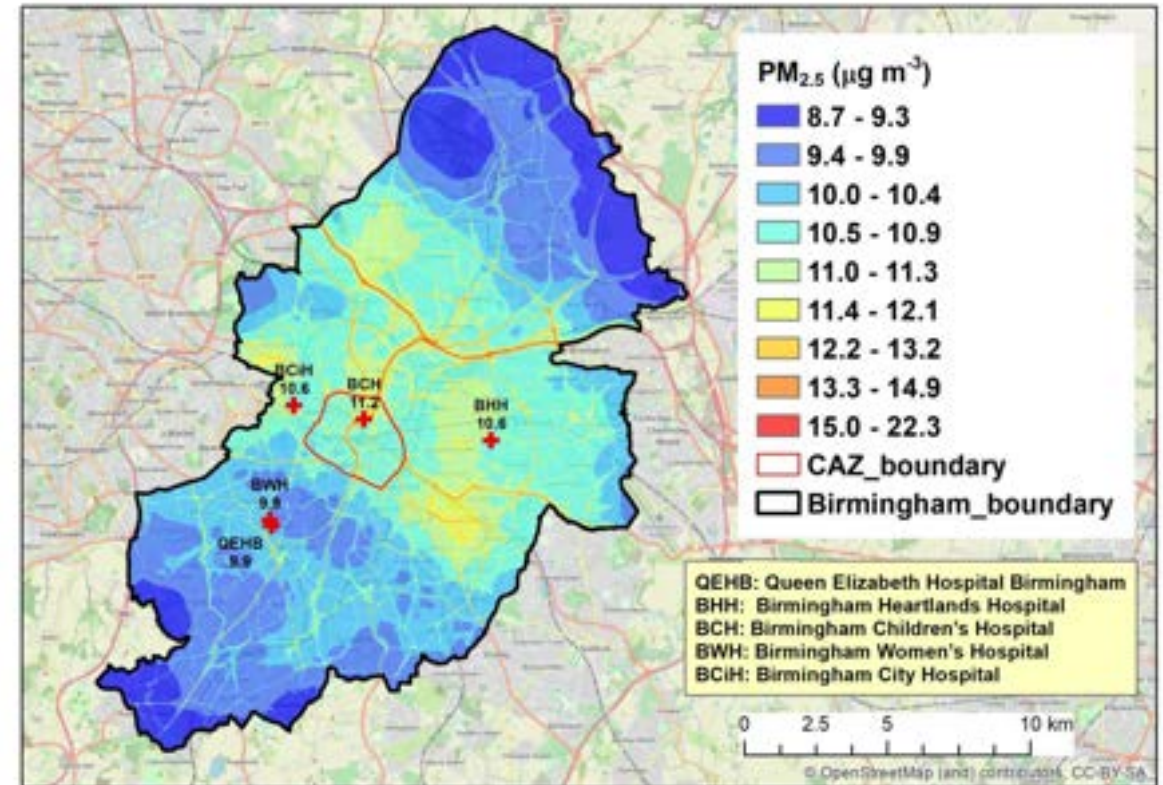 PM2.5 (µg m-3)
8.7 - 9.3
9.4 - 9.9
10.0 - 10.4
10.5 - 10.9
11.0 - 11.3
11.4 - 12.1
12.2 - 13.2
13.3 - 14.9
15.0 - 22.3
CAZ_boundary
Birmingham_boundary
BCiH
10.6
BCH
11.2
BHH
10.6
BWH
9.9
QEHB
9.9
QEHB: Queen Elizabeth Hospital Birmingham
BHH: Birmingham Heartlands Hospital
BCH: Birmingham Children's Hospital
BWH: Birmingham Women's Hospital
BCiH: Birmingham City Hospital
0 2.5 5 10 km
© OpenStreetMap (and) contributors, CC-BY-SA